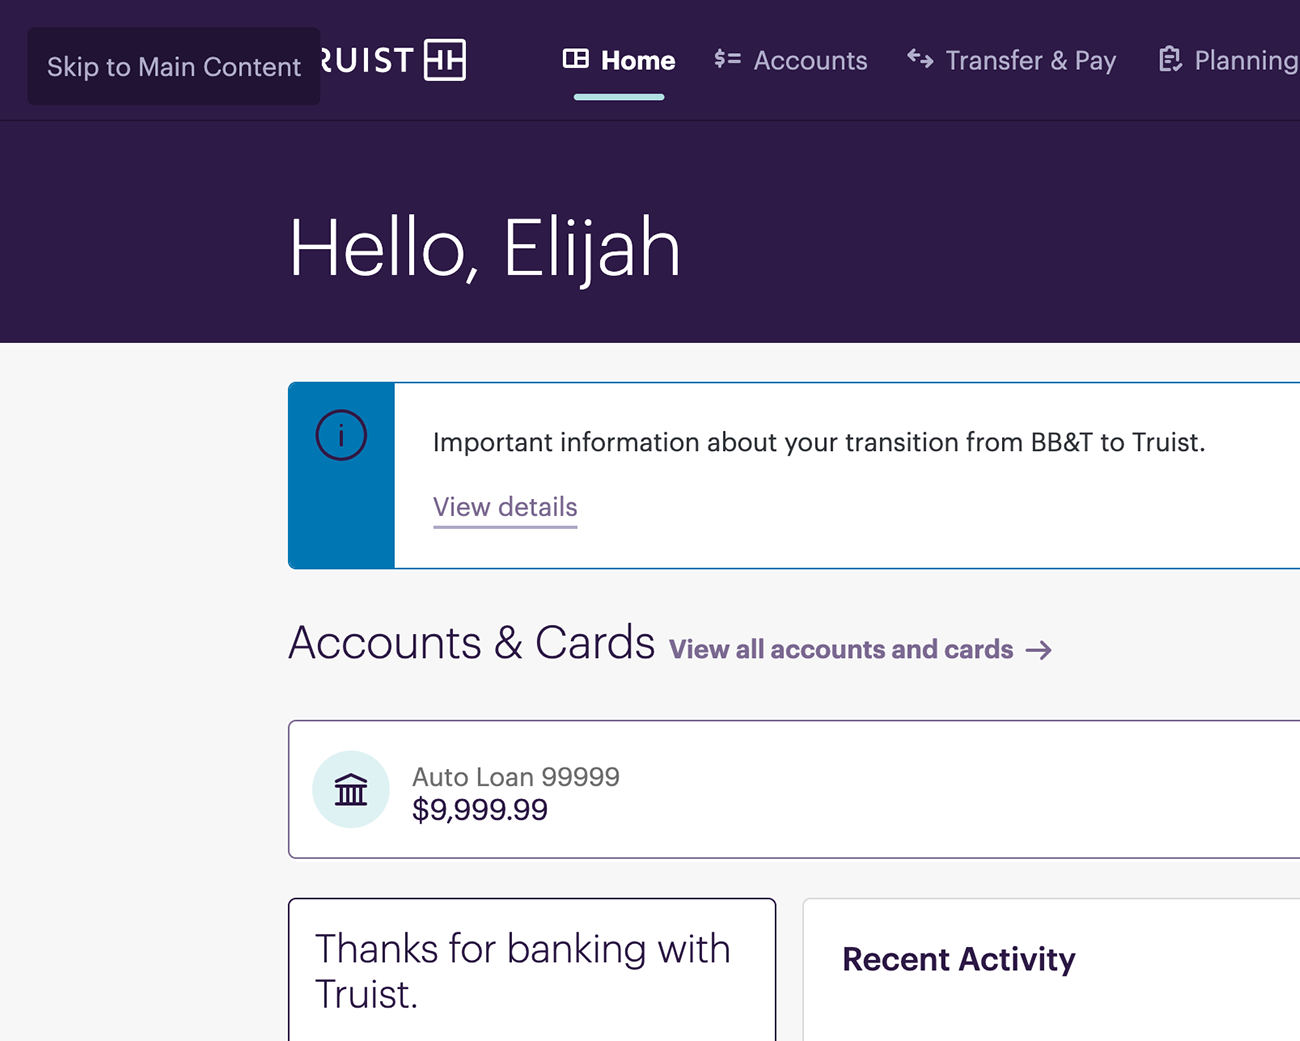 Skip to Main Content
RUIST
Home
Accounts
Transfer & Pay
Planning
Hello, Elijah
Important information about your transition from BB&T to Truist.
View details
Accounts & Cards View all accounts and cards →
Auto Loan 99999
$9,999.99
Thanks for banking with
Truist.
Recent Activity